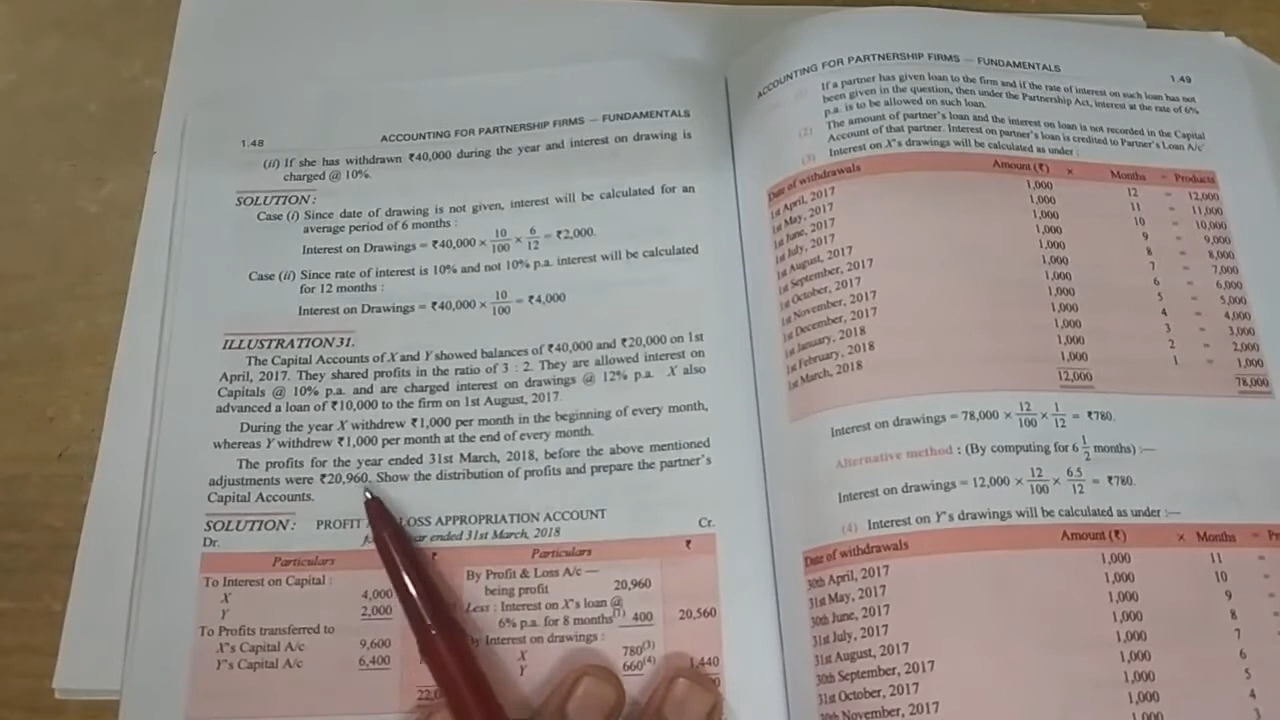 1.48 ACCOUNTING FOR PARTNERSHIP FIRMS — FUNDAMENTALS
(ii) If she has withdrawn ₹40,000 during the year and interest on drawing is
charged @ 10%.
SOLUTION:
Case (i) Since date of drawing is not given, interest will be calculated for an
average period of 6 months :
Interest on Drawings = ₹40,000 × 10/100 × 6/12 = ₹2,000.
Case (ii) Since rate of interest is 10% and not 10% p.a. interest will be calculated
for 12 months :
Interest on Drawings = ₹40,000 × 10/100 = ₹4,000
ILLUSTRATION 31.
The Capital Accounts of X and Y showed balances of ₹40,000 and ₹20,000 on 1st
April, 2017. They shared profits in the ratio of 3 : 2. They are allowed interest on
Capitals @ 10% p.a. and are charged interest on drawings @ 12% p.a. X also
advanced a loan of ₹10,000 to the firm on 1st August, 2017.
During the year X withdrew ₹1,000 per month in the beginning of every month,
whereas Y withdrew ₹1,000 per month at the end of every month.
The profits for the year ended 31st March, 2018, before the above mentioned
adjustments were ₹20,960. Show the distribution of profits and prepare the partner's
Capital Accounts.
SOLUTION: PROFIT LOSS APPROPRIATION ACCOUNT
Dr. ended 31st March, 2018 Cr.
Particulars ₹ Particulars ₹
To Interest on Capital : By Profit & Loss A/c —
X 4,000 being profit 20,960
Y 2,000 Less : Interest on X's loan @
To Profits transferred to 6% p.a. for 8 months(1) 400 20,560
X's Capital A/c 9,600 By Interest on drawings :
Y's Capital A/c 6,400 X 780(3)
Y 660(4) 1,440
ACCOUNTING FOR PARTNERSHIP FIRMS — FUNDAMENTALS 1.49
If a partner has given loan to the firm and if the rate of interest on such loan has not
been given in the question, then under the Partnership Act, interest at the rate of 6%
p.a. is to be allowed on such loan.
(2) The amount of partner's loan and the interest on loan is not recorded in the Capital
Account of that partner. Interest on partner's loan is credited to Partner's Loan A/c
(3) Interest on X's drawings will be calculated as under :
Date of withdrawals Amount (₹) × Months = Products
1st April, 2017 1,000 12 = 12,000
1st May, 2017 1,000 11 = 11,000
1st June, 2017 1,000 10 = 10,000
1st July, 2017 1,000 9 = 9,000
1st August, 2017 1,000 8 = 8,000
1st September, 2017 1,000 7 = 7,000
1st October, 2017 1,000 6 = 6,000
1st November, 2017 1,000 5 = 5,000
1st December, 2017 1,000 4 = 4,000
1st January, 2018 1,000 3 = 3,000
1st February, 2018 1,000 2 = 2,000
1st March, 2018 1,000 1 = 1,000
12,000 78,000
Interest on drawings = 78,000 × 12/100 × 1/12 = ₹780.
Alternative method : (By computing for 6 1/2 months) :—
Interest on drawings = 12,000 × 12/100 × 6.5/12 = ₹780.
(4) Interest on Y's drawings will be calculated as under :—
Date of withdrawals Amount (₹) × Months =
30th April, 2017 1,000 11 =
31st May, 2017 1,000 10 =
30th June, 2017 1,000 9 =
31st July, 2017 1,000 8 =
31st August, 2017 1,000 7 =
30th September, 2017 1,000 6
31st October, 2017 1,000 5
30th November, 2017 1,000 4